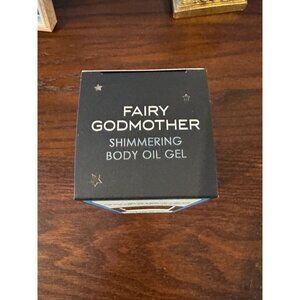 FAIRY
GODMOTHER
SHIMMERING
BODY OIL GEL